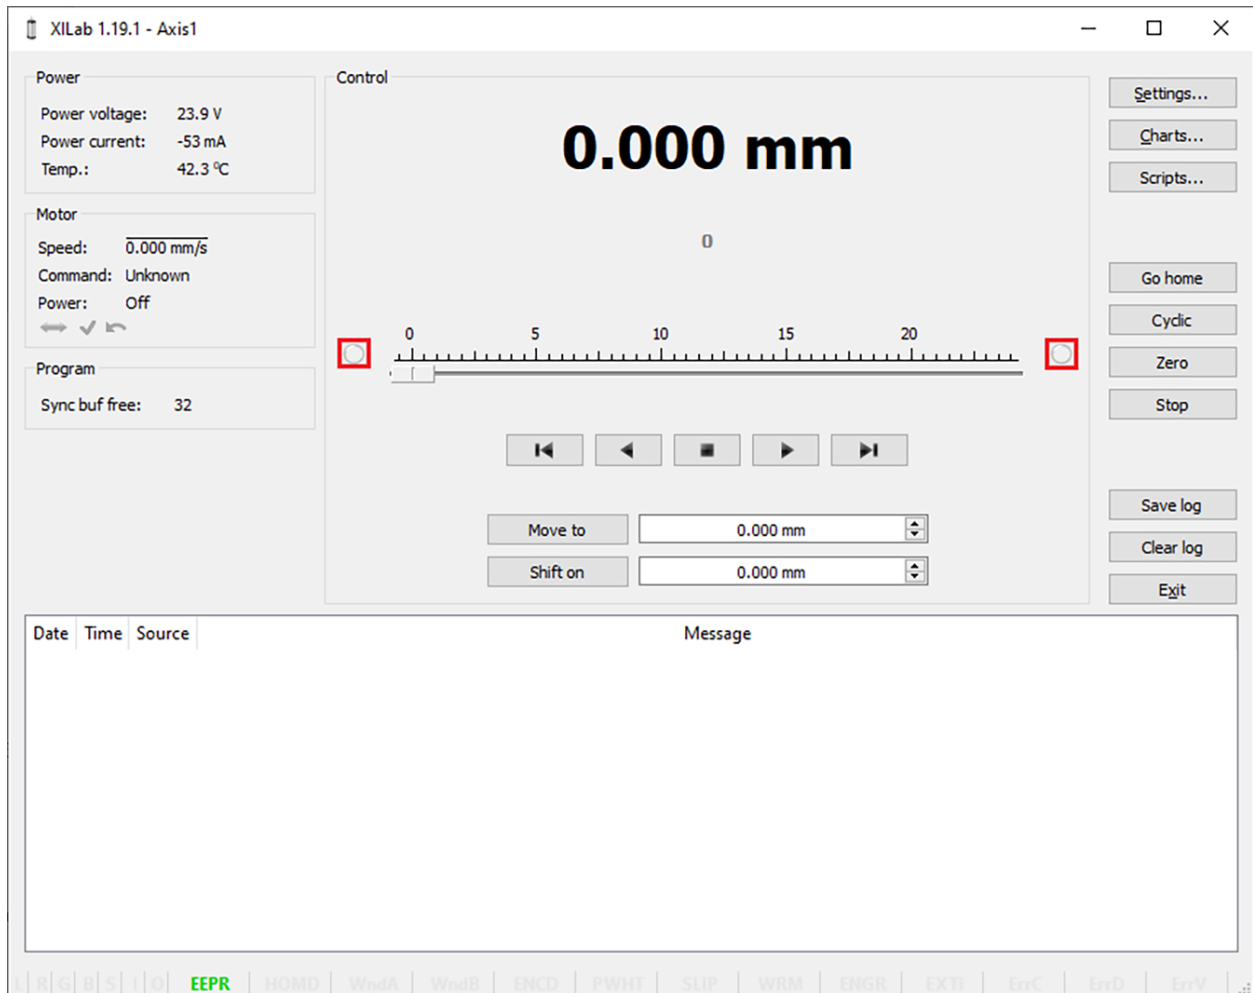 XILab 1.19.1 - Axis1
Power
Power voltage: 23.9 V
Power current: -53 mA
Temp.: 42.3 ⁰C
Motor
Speed: 0.000 mm/s
Command: Unknown
Power: Off
Program
Sync buf free: 32
Control
0.000 mm
0
0 5 10 15 20
Move to 0.000 mm
Shift on 0.000 mm
Settings...
Charts...
Scripts...
Go home
Cyclic
Zero
Stop
Save log
Clear log
Exit
Date Time Source Message
L R G B S I O EEPR HOMD WndA WndB ENCD PWHT SLIP WRM ENGR EXTi ErrC ErrD ErrV